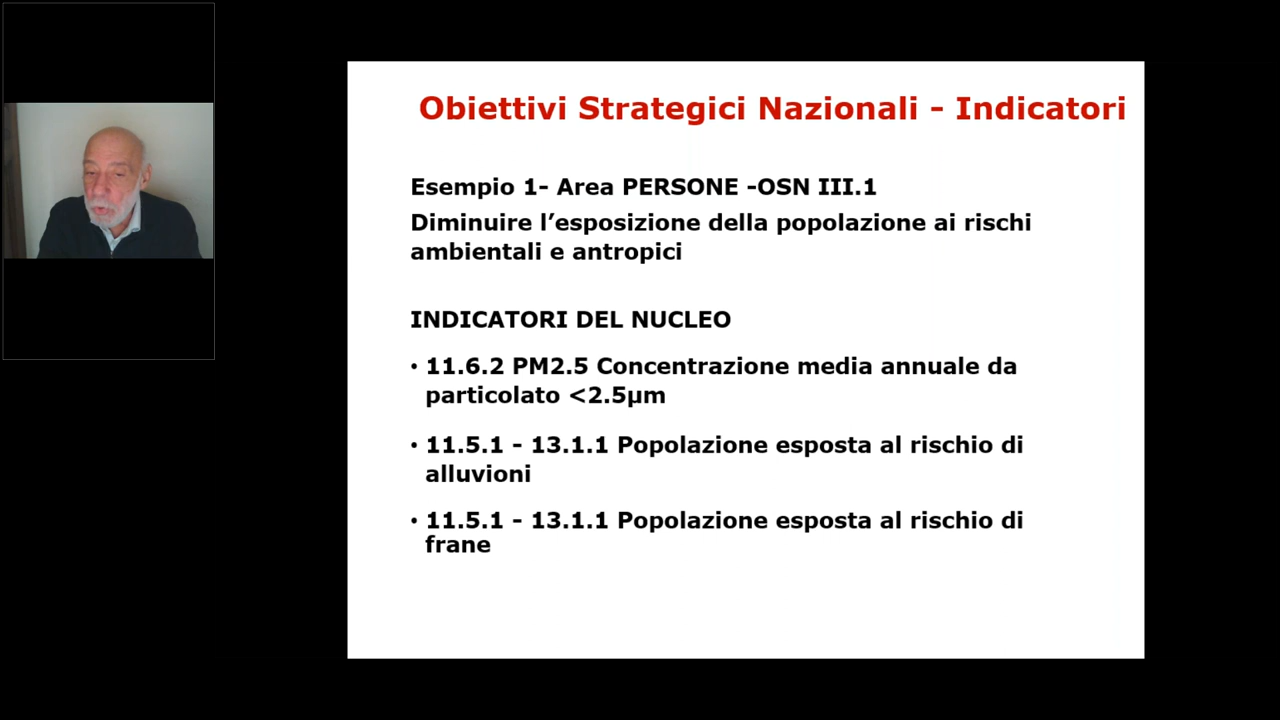 Obiettivi Strategici Nazionali - Indicatori
Esempio 1- Area PERSONE -OSN III.1
Diminuire l’esposizione della popolazione ai rischi
ambientali e antropici
INDICATORI DEL NUCLEO
• 11.6.2 PM2.5 Concentrazione media annuale da
particolato <2.5µm
• 11.5.1 - 13.1.1 Popolazione esposta al rischio di
alluvioni
• 11.5.1 - 13.1.1 Popolazione esposta al rischio di
frane